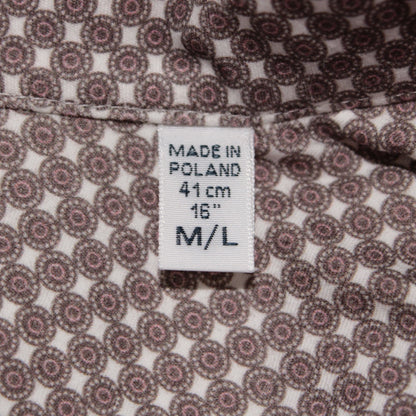 MADE IN
POLAND
41 cm
16"
M/L